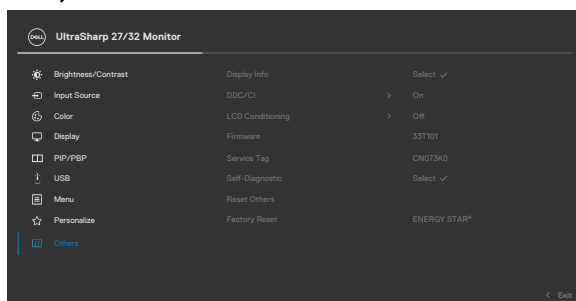 DELL UltraSharp 27/32 Monitor
Brightness/Contrast Display Info Select ✓
Input Source DDC/CI > On
Color LCD Conditioning > Off
Display Firmware 33T101
PIP/PBP Service Tag CN073K0
USB Self-Diagnostic Select ✓
Menu Reset Others
Personalize Factory Reset ENERGY STAR®
Others
< Exit